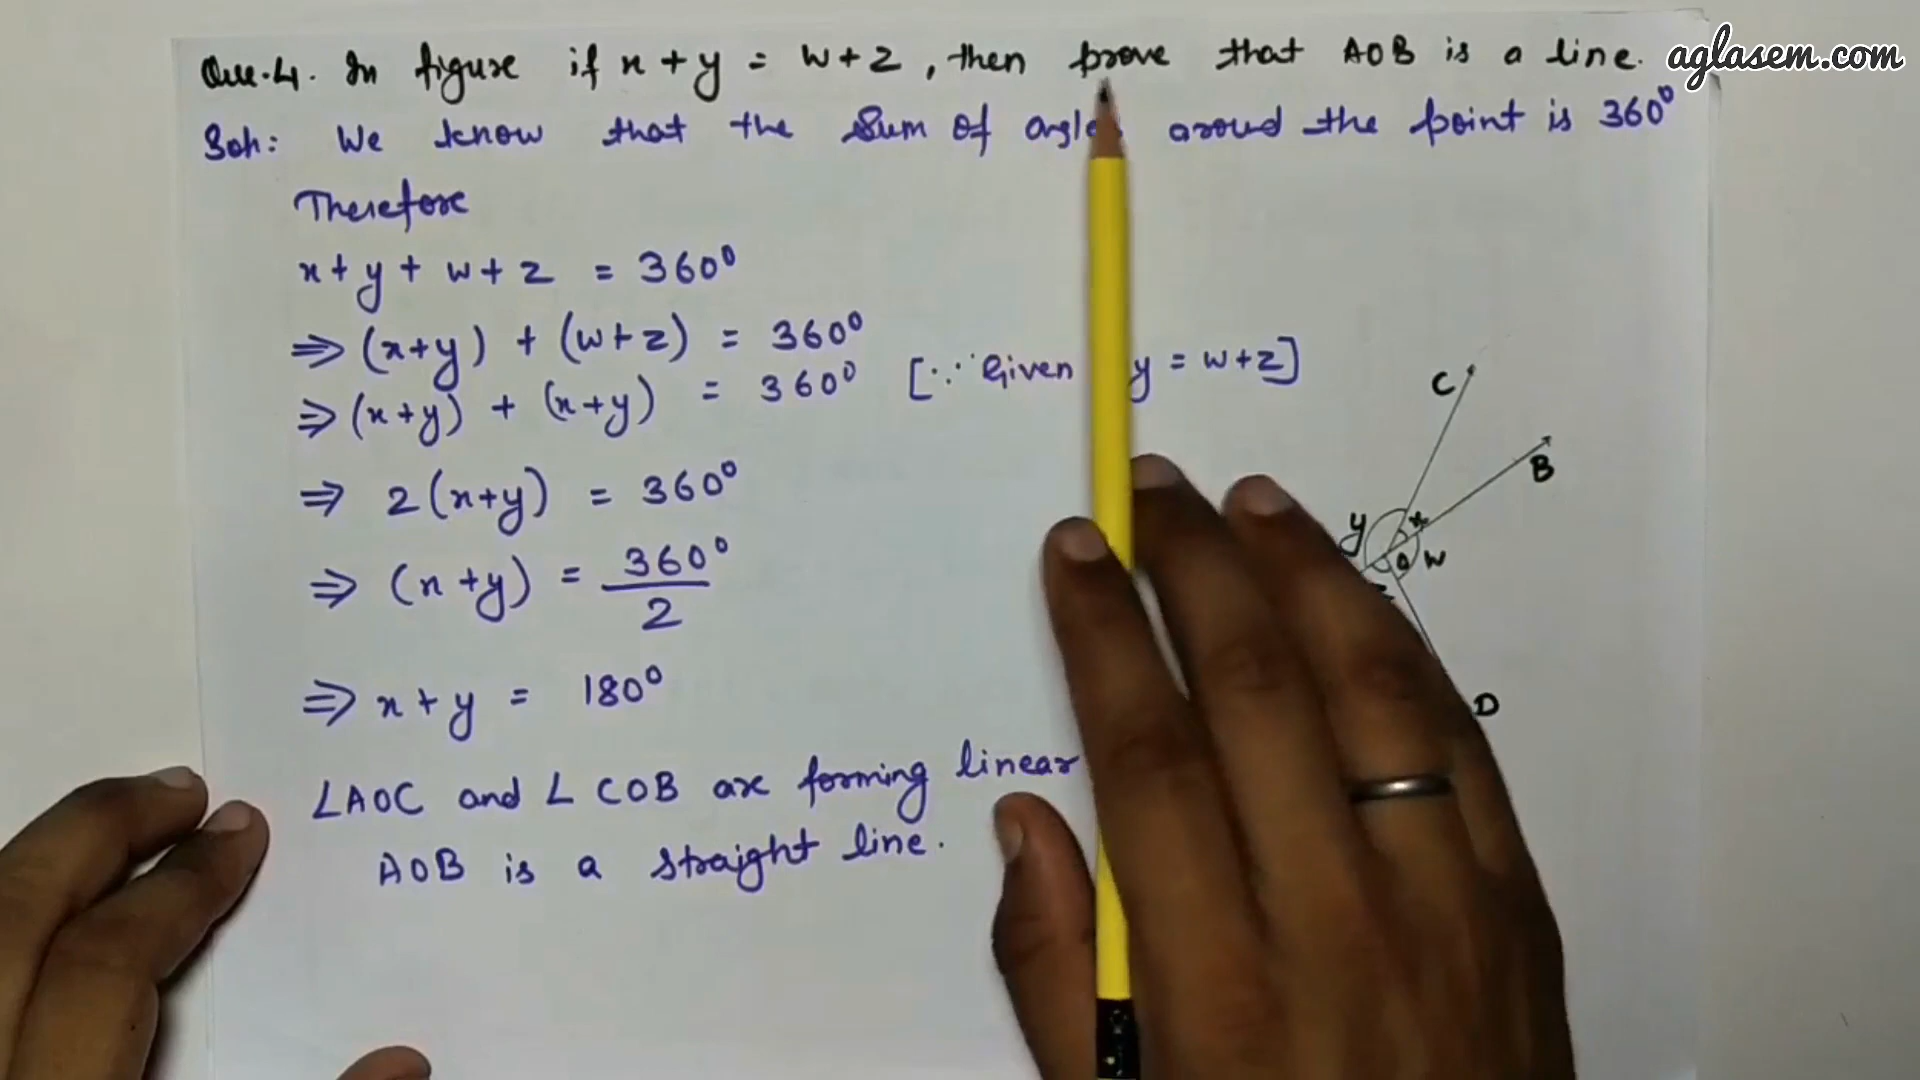 Que.4. In figure if x + y = w + z , then prove that AOB is a line.
aglasem.com
Soln: We know that the Sum of angles around the point is 360°
Therefore
x + y + w + z = 360°
⇒ (x+y) + (w+z) = 360°
⇒ (x+y) + (x+y) = 360° [∵ Given y = w+z]
⇒ 2(x+y) = 360°
⇒ (x+y) = 360°/2
⇒ x + y = 180°
∠AOC and ∠COB are forming linear
AOB is a straight line.
C
B
y
x
O
w
z
D